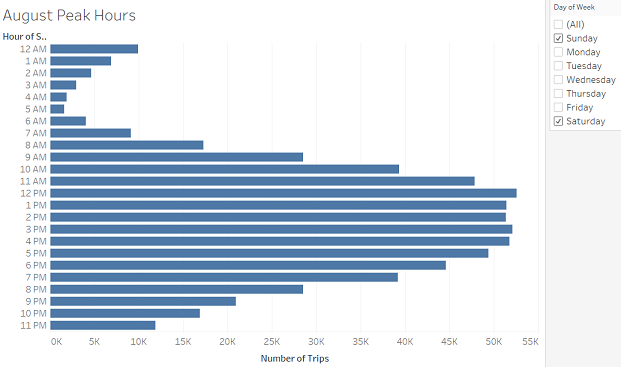 August Peak Hours
Hour of S..
12 AM
1 AM
2 AM
3 AM
4 AM
5 AM
6 AM
7 AM
8 AM
9 AM
10 AM
11 AM
12 PM
1 PM
2 PM
3 PM
4 PM
5 PM
6 PM
7 PM
8 PM
9 PM
10 PM
11 PM
0K 5K 10K 15K 20K 25K 30K 35K 40K 45K 50K 55K
Number of Trips
Day of Week
(All)
Sunday
Monday
Tuesday
Wednesday
Thursday
Friday
Saturday